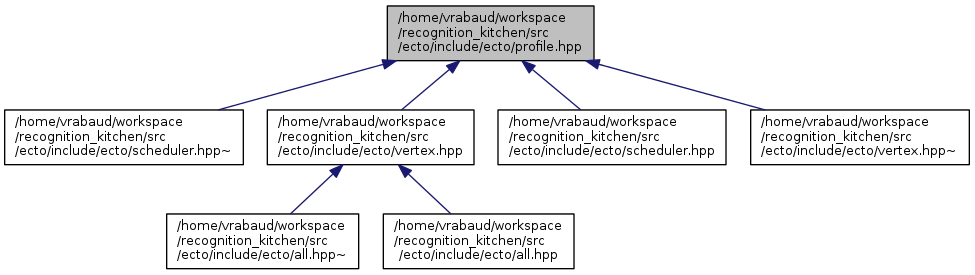 /home/vrabaud/workspace
/recognition_kitchen/src
/ecto/include/ecto/profile.hpp
/home/vrabaud/workspace
/recognition_kitchen/src
/ecto/include/ecto/scheduler.hpp~
/home/vrabaud/workspace
/recognition_kitchen/src
/ecto/include/ecto/vertex.hpp
/home/vrabaud/workspace
/recognition_kitchen/src
/ecto/include/ecto/scheduler.hpp
/home/vrabaud/workspace
/recognition_kitchen/src
/ecto/include/ecto/vertex.hpp~
/home/vrabaud/workspace
/recognition_kitchen/src
/ecto/include/ecto/all.hpp~
/home/vrabaud/workspace
/recognition_kitchen/src
/ecto/include/ecto/all.hpp